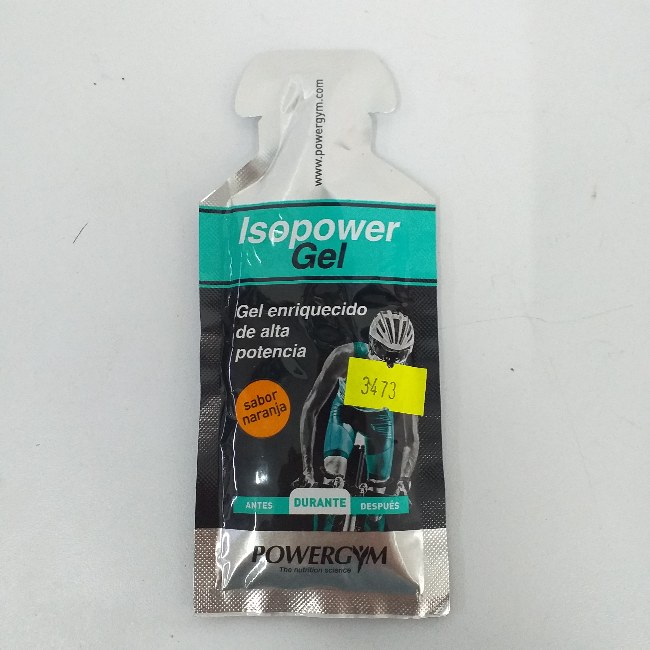 www.powergym.com
Isopower
Gel
Gel enriquecido
de alta
potencia
3473
sabor
naranja
ANTES DURANTE DESPUÉS
POWERGYM
The nutrition science